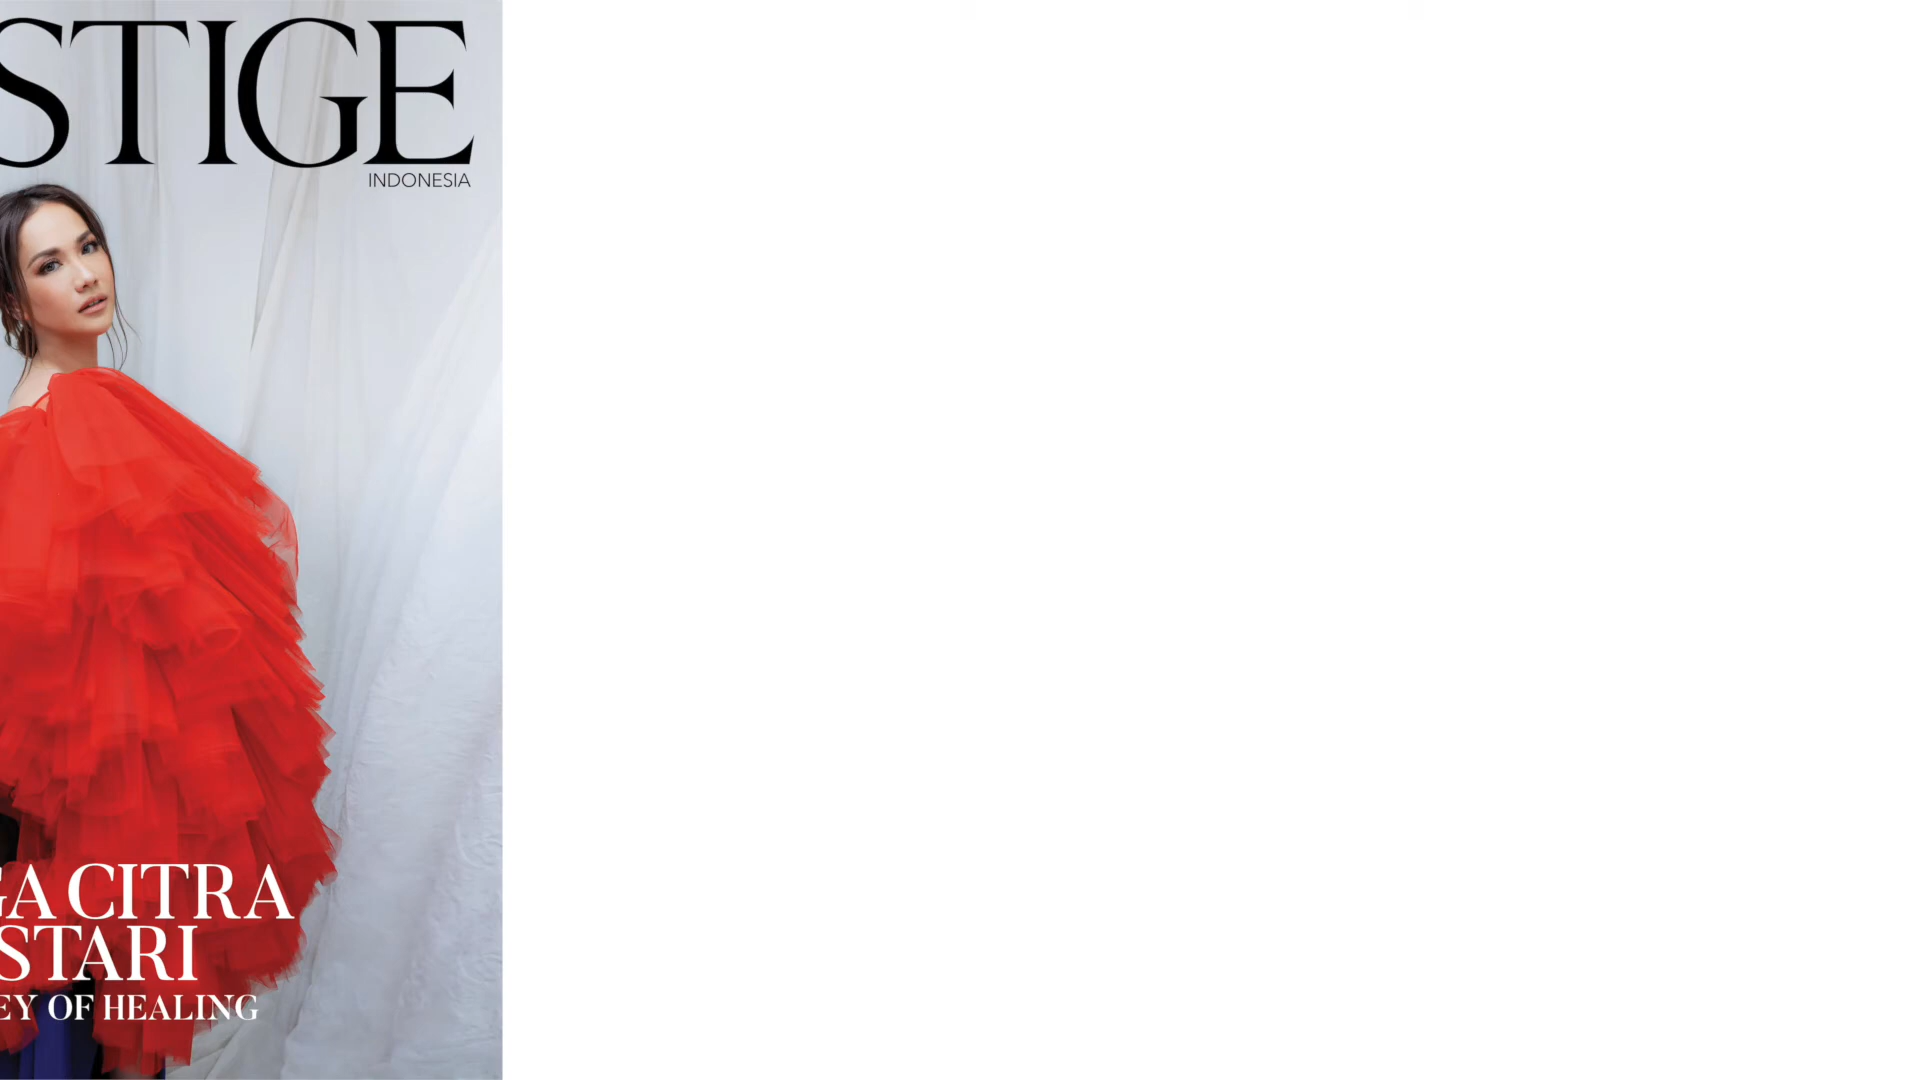 STIGE
INDONESIA
GA CITRA
STARI
EY OF HEALING